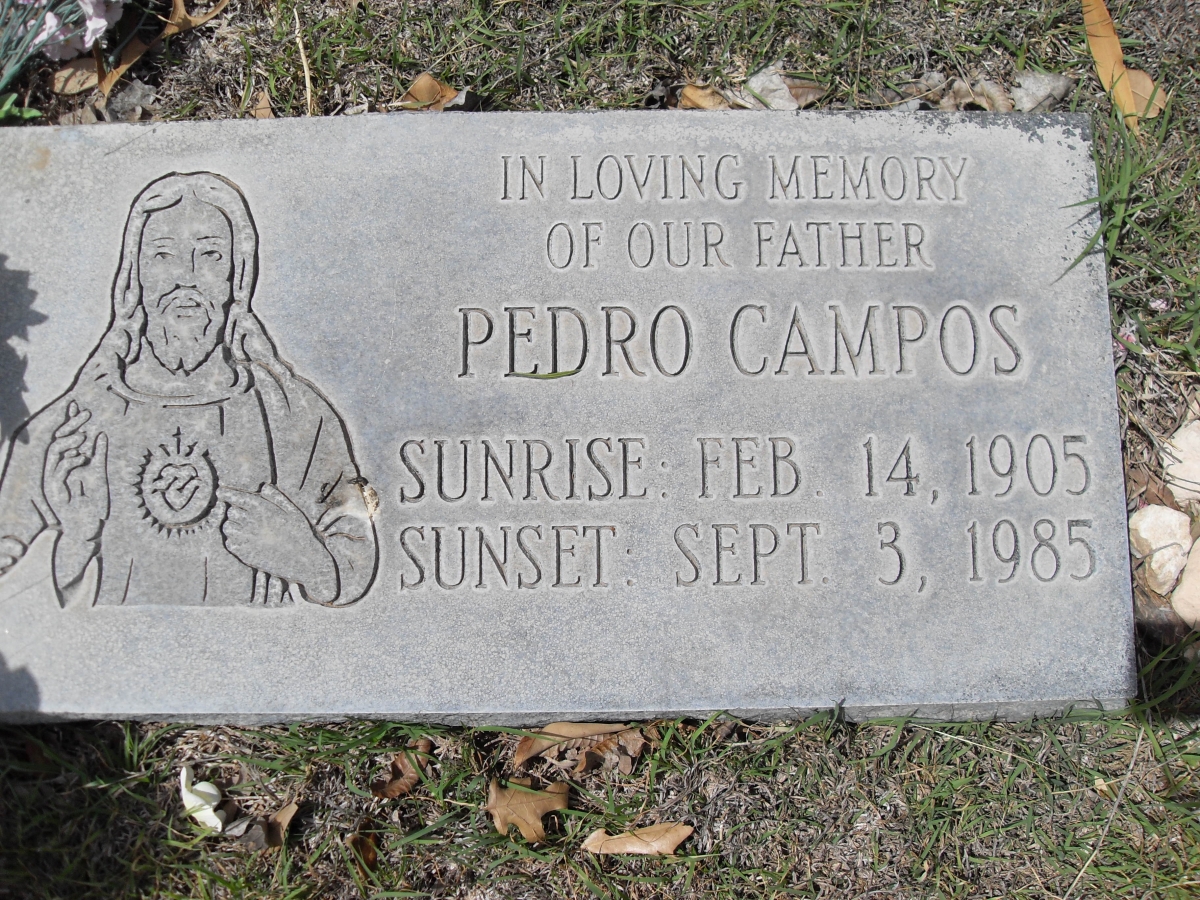 IN LOVING MEMORY
OF OUR FATHER
PEDRO CAMPOS
SUNRISE: FEB. 14, 1905
SUNSET: SEPT. 3, 1985